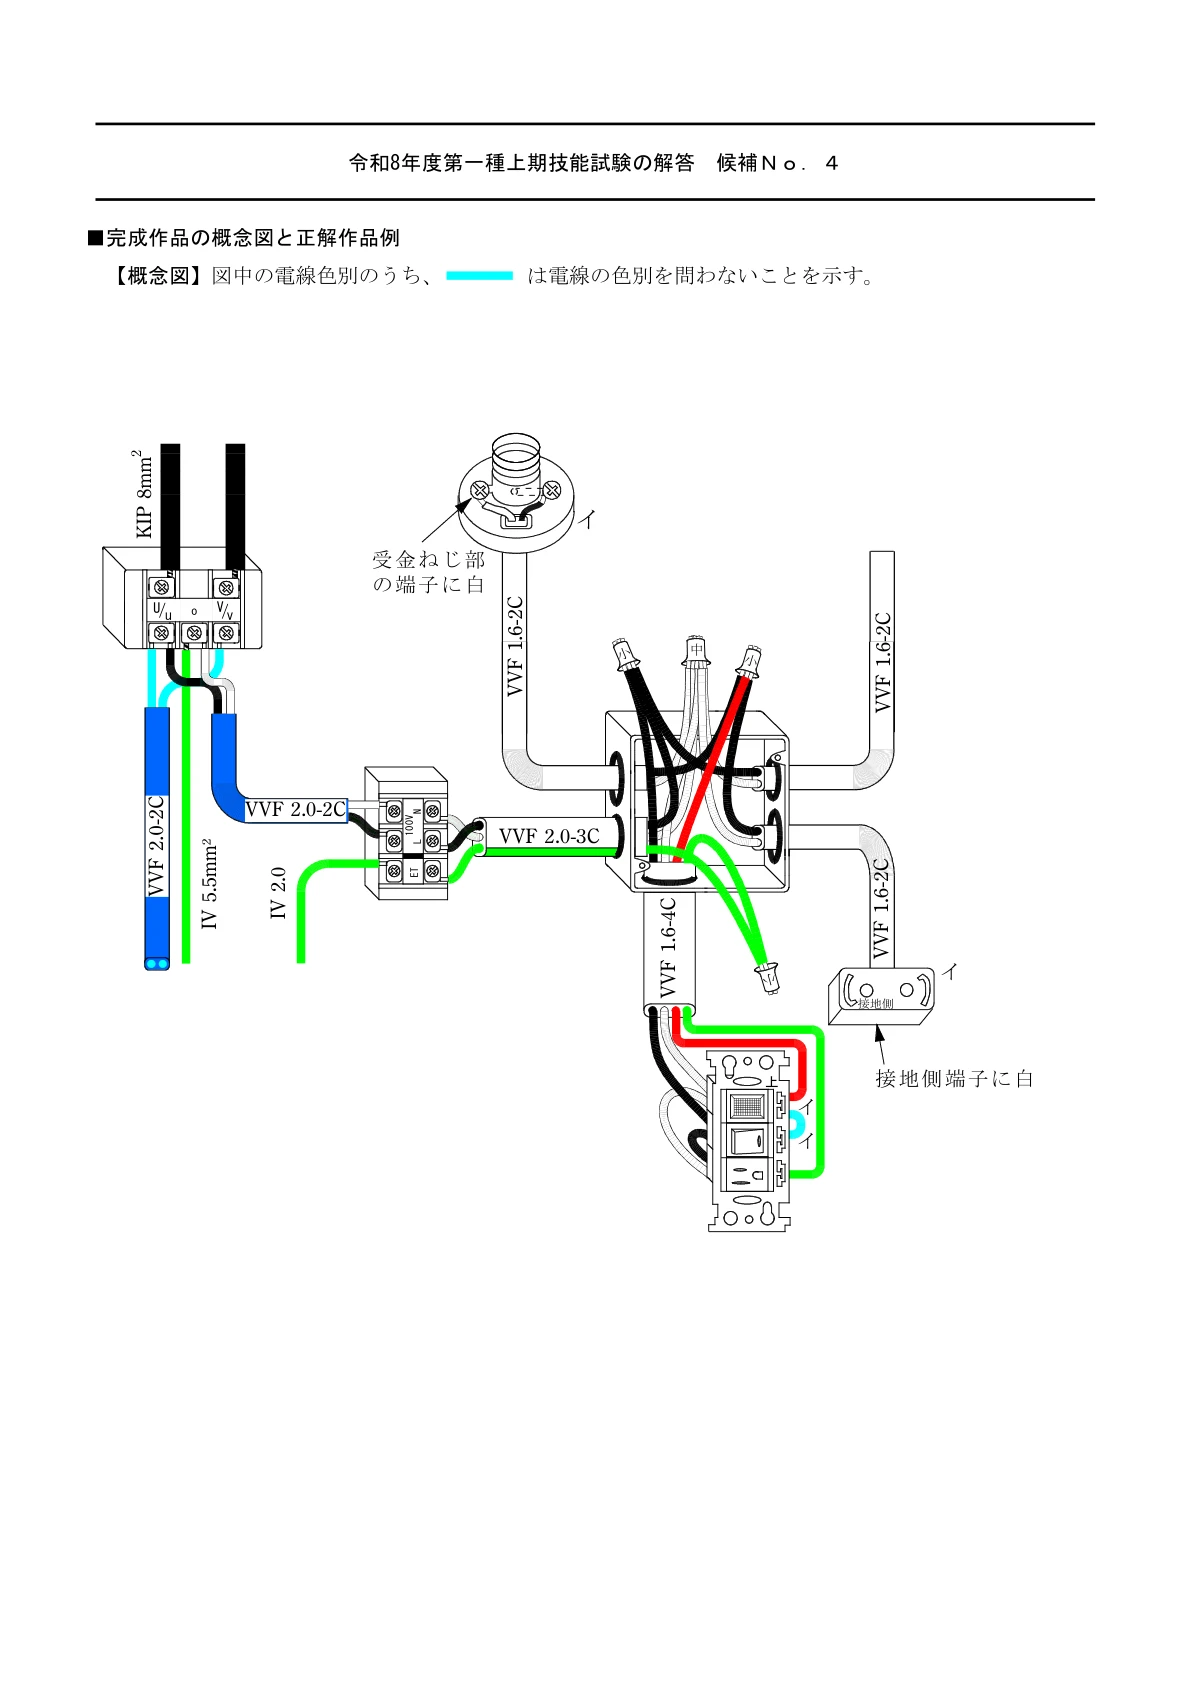 令和8年度第一種上期技能試験の解答　候補Ｎｏ．４
■完成作品の概念図と正解作品例
【概念図】図中の電線色別のうち、 は電線の色別を問わないことを示す。
KIP 8mm²
U/u
o
V/v
受金ねじ部
の端子に白
イ
VVF 1.6-2C
VVF 1.6-2C
小
中
小
VVF 2.0-2C
VVF 2.0-2C
IV 5.5mm²
IV 2.0
100V
N
L
ET
VVF 2.0-3C
VVF 1.6-4C
VVF 1.6-2C
小
イ
接地側
接地側端子に白
上
イ
イ